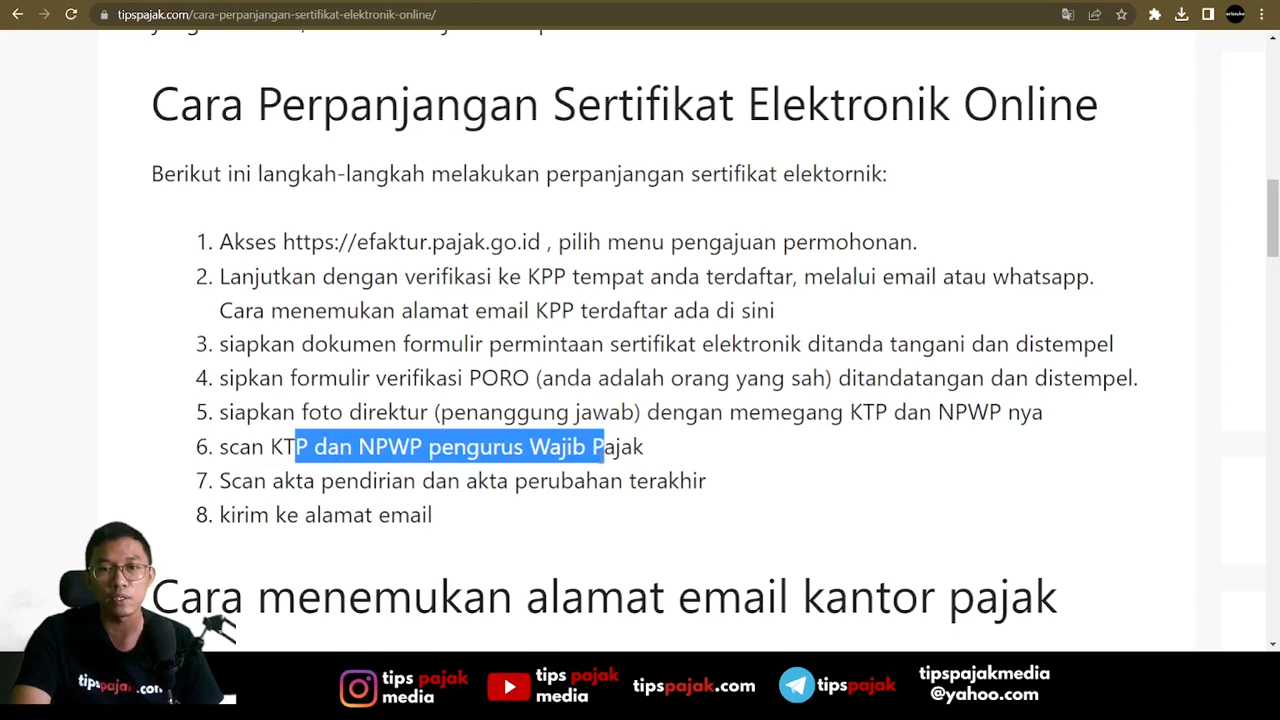 tipspajak.com/cara-perpanjangan-sertifikat-elektronik-online/
Cara Perpanjangan Sertifikat Elektronik Online
Berikut ini langkah-langkah melakukan perpanjangan sertifikat elektornik:
1. Akses https://efaktur.pajak.go.id , pilih menu pengajuan permohonan.
2. Lanjutkan dengan verifikasi ke KPP tempat anda terdaftar, melalui email atau whatsapp.
Cara menemukan alamat email KPP terdaftar ada di sini
3. siapkan dokumen formulir permintaan sertifikat elektronik ditanda tangani dan distempel
4. sipkan formulir verifikasi PORO (anda adalah orang yang sah) ditandatangan dan distempel.
5. siapkan foto direktur (penanggung jawab) dengan memegang KTP dan NPWP nya
6. scan KTP dan NPWP pengurus Wajib Pajak
7. Scan akta pendirian dan akta perubahan terakhir
8. kirim ke alamat email
Cara menemukan alamat email kantor pajak
tipspajak.com
tips pajak
media
tips pajak
media
tipspajak.com
tipspajak
tipspajakmedia
@yahoo.com